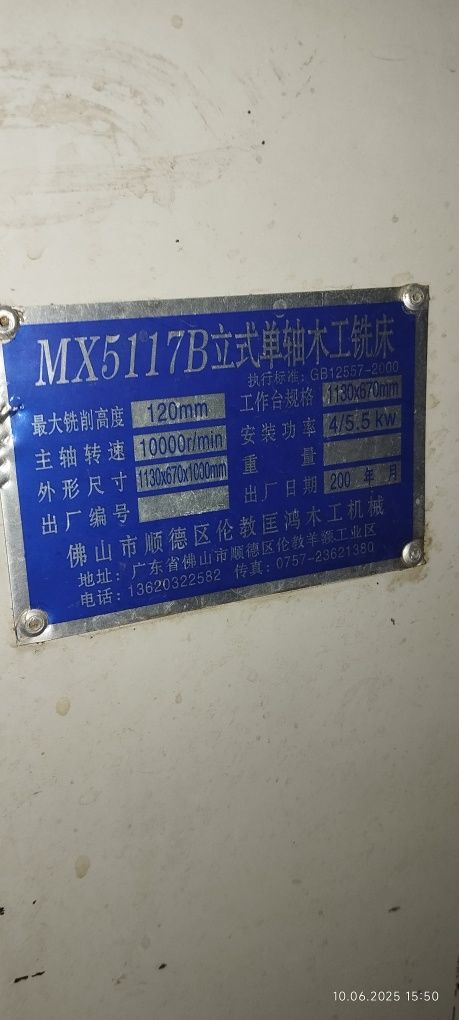 MX5117B立式单轴木工铣床
执行标准: GB12557-2000
最大铣削高度 120mm 工作台规格 1130x670mm
主轴转速 10000r/min 安装功率 4/5.5kw
外形尺寸 1130x670x1030mm 重量
出厂编号 出厂日期 200 年 月
佛山市顺德区伦教匡鸿木工机械
地址: 广东省佛山市顺德区伦教羊额工业区
电话: 13620322582 传真: 0757-23621380
10.06.2025 15:50